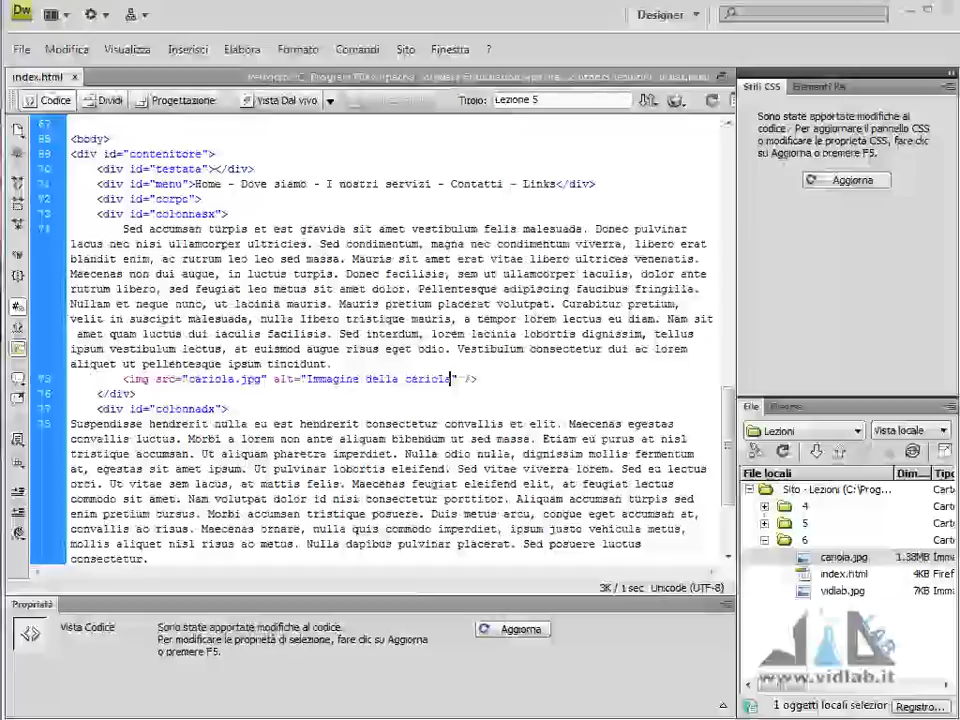 Dw
Designer
File Modifica Visualizza Inserisci Elabora Formato Comandi Sito Finestra ?
index.html x
Codice Dividi Progettazione Vista Dal vivo Titolo: Lezione 5
Stili CSS
<body>
<div id="contenitore">
<div id="testata"></div>
<div id="menu">Home - Dove siamo - I nostri servizi - Contatti - Links</div>
<div id="corpo">
<div id="colonnasx">
Sed accumsan turpis et est gravida sit amet vestibulum felis malesuada. Donec pulvinar
lacus nec nisi ullamcorper ultricies. Sed condimentum, magna nec condimentum viverra, libero erat
blandit enim, ac rutrum leo leo sed massa. Mauris sit amet erat vitae libero ultrices venenatis.
Maecenas non dui augue, in luctus turpis. Donec facilisis, sem ut ullamcorper iaculis, dolor ante
rutrum libero, sed feugiat leo metus sit amet dolor. Pellentesque adipiscing faucibus fringilla.
Nullam et neque nunc, ut lacinia mauris. Mauris pretium placerat volutpat. Curabitur pretium,
velit in suscipit malesuada, nulla libero tristique mauris, a tempor lorem lectus eu diam. Nam sit
amet quam luctus dui iaculis facilisis. Sed interdum, lorem lacinia lobortis dignissim, tellus
ipsum vestibulum lectus, at euismod augue risus eget odio. Vestibulum consectetur dui ac lorem
aliquet ut pellentesque ipsum tincidunt.
<img src="cariola.jpg" alt="Immagine della cariola" />
</div>
<div id="colonnadx">
Suspendisse hendrerit nulla eu est hendrerit consectetur convallis et elit. Maecenas egestas
convallis luctus. Morbi a lorem non ante aliquam bibendum ut sed massa. Etiam eu purus at nisl
tristique accumsan. Ut vitae aliquam pharetra imperdiet. Nulla odio nulla, dignissim mollis fermentum
at, egestas sit amet ipsum. Ut pulvinar lobortis eleifend. Sed vitae viverra lorem. Sed eu lectus
orci. Ut vitae sem lacus, at mattis felis. Maecenas feugiat eleifend elit, at feugiat lectus
commodo sit amet. Nam volutpat dolor id nisi consectetur porttitor. Aliquam accumsan turpis sed
enim pretium cursus. Morbi accumsan tristique posuere. Duis metus arcu, congue eget accumsan at,
convallis ac risus. Maecenas ornare, nulla quis commodo imperdiet, ipsum justo vehicula metus,
mollis aliquet nisl risus ac metus. Nulla dapibus pulvinar placerat. Sed posuere luctus
consectetur.
3K / 1 sec Unicode (UTF-8)
Sono state apportate modifiche al
codice. Per aggiornare il pannello CSS
o modificare le proprietà CSS, fare clic
su Aggiorna o premere F5.
Aggiorna
File
Lezioni Vista locale
File locali Dim... Tipo
Sito - Lezioni (C:\Prog... Cart
4 Cart
5 Cart
6 Cart
cariola.jpg 1.38MB Imma
index.html 4KB Firef
vidlab.jpg 7KB Imma
www.vidlab.it
1 oggetti locali selezior Registro...
Proprietà
Vista Codice
Sono state apportate modifiche al codice.
Per modificare le proprietà di selezione, fare clic su Aggiorna
o premere F5.
Aggiorna